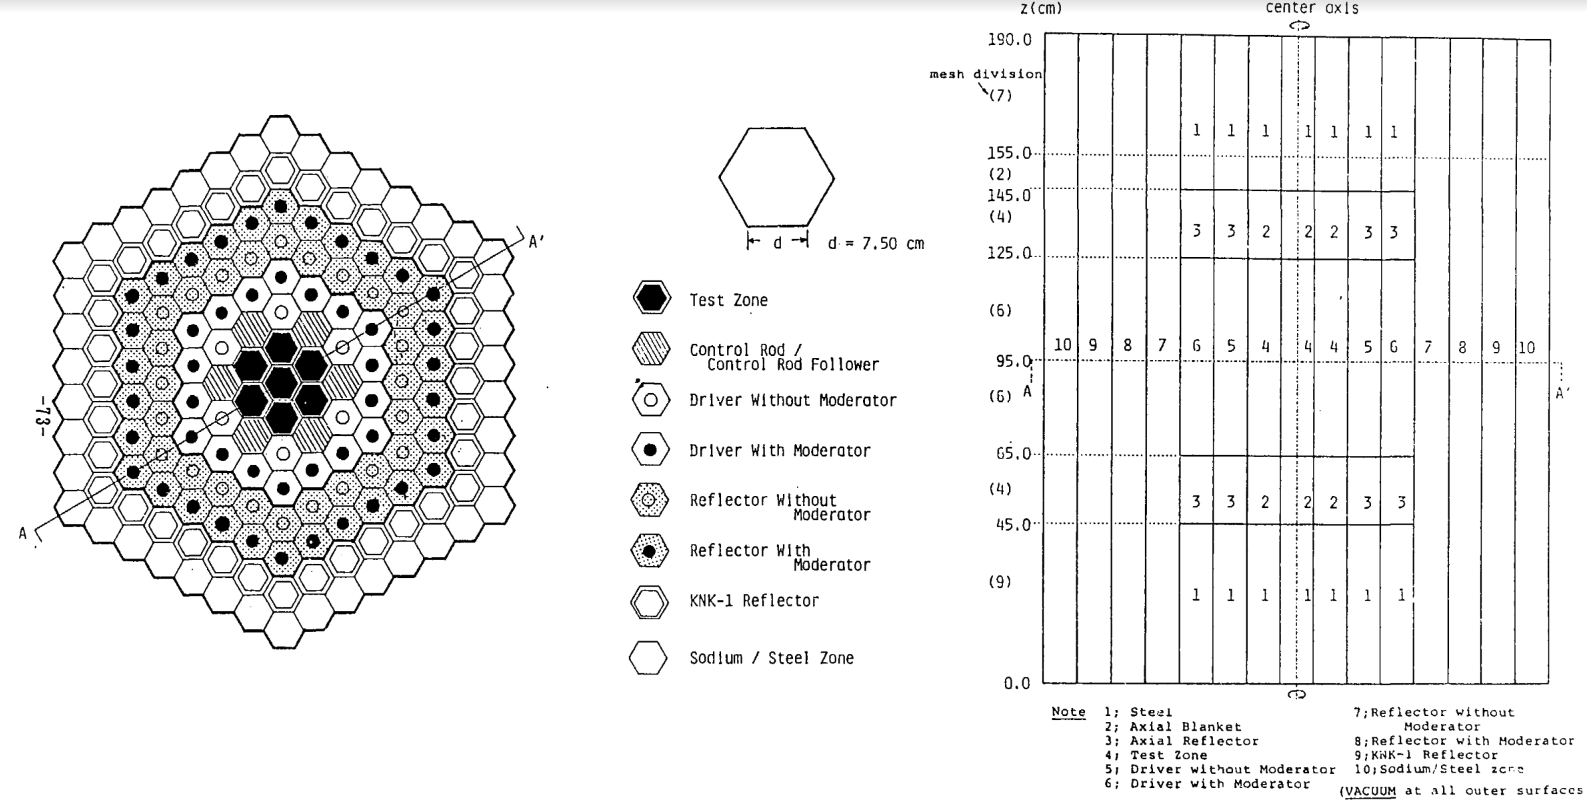 -73-
A
A'
d
d = 7.50 cm
Test Zone
Control Rod /
Control Rod Follower
Driver Without Moderator
Driver With Moderator
Reflector Without
Moderator
Reflector With
Moderator
KNK-1 Reflector
Sodium / Steel Zone
z(cm)
center axis
190.0
mesh division
(7)
1 1 1 1 1 1 1
155.0
(2)
145.0
(4)
3 3 2 2 2 3 3
125.0
(6)
10 9 8 7 6 5 4 4 4 5 6 7 8 9 10
95.0
A
A'
(6)
65.0
(4)
3 3 2 2 2 3 3
45.0
(9)
1 1 1 1 1 1 1
0.0
Note 1; Steel
2; Axial Blanket
3; Axial Reflector
4; Test Zone
5; Driver without Moderator
6; Driver with Moderator
7;Reflector without
Moderator
8;Reflector with Moderator
9;KNK-1 Reflector
10;Sodium/Steel zone
(VACUUM at all outer surfaces